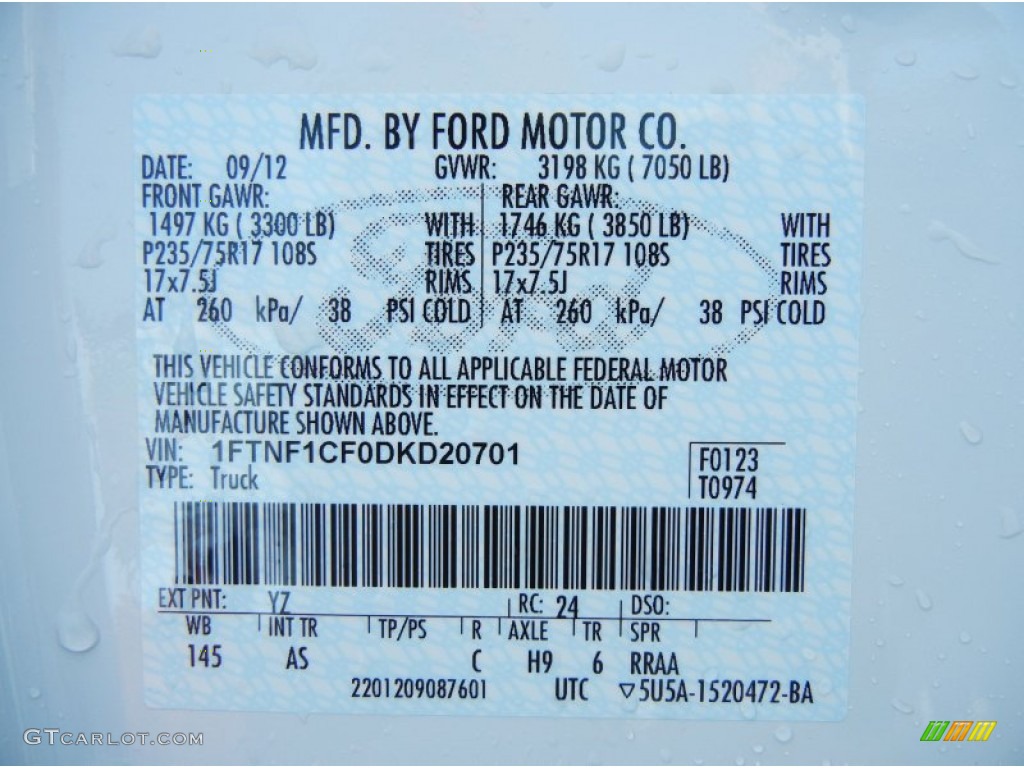 MFD. BY FORD MOTOR CO.
DATE: 09/12 GVWR: 3198 KG ( 7050 LB)
FRONT GAWR: REAR GAWR:
1497 KG ( 3300 LB) WITH 1746 KG ( 3850 LB) WITH
P235/75R17 108S TIRES P235/75R17 108S TIRES
17x7.5J RIMS 17x7.5J RIMS
AT 260 kPa/ 38 PSI COLD AT 260 kPa/ 38 PSI COLD
THIS VEHICLE CONFORMS TO ALL APPLICABLE FEDERAL MOTOR
VEHICLE SAFETY STANDARDS IN EFFECT ON THE DATE OF
MANUFACTURE SHOWN ABOVE.
VIN: 1FTNF1CF0DKD20701
F0123
TYPE: Truck
T0974
EXT PNT: YZ RC: 24 DSO:
WB INT TR TP/PS R AXLE TR SPR
145 AS C H9 6 RRAA
2201209087601 UTC ▽5U5A-1520472-BA
GTCARLOT.COM